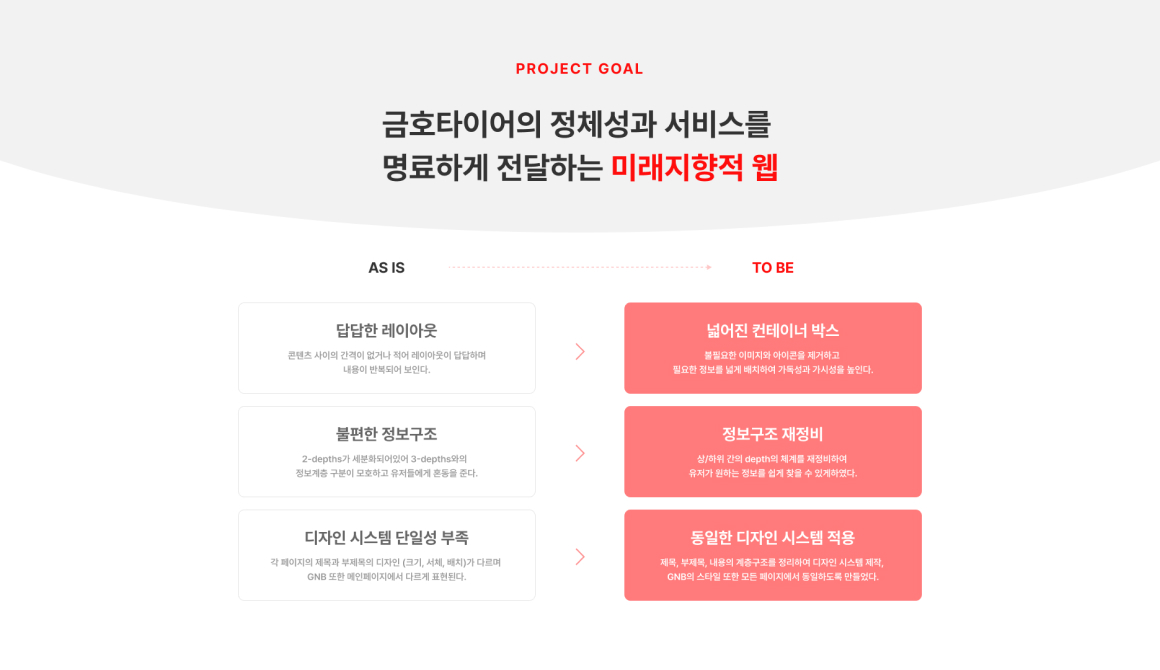 PROJECT GOAL
금호타이어의 정체성과 서비스를
명료하게 전달하는 미래지향적 웹
AS IS
TO BE
답답한 레이아웃
콘텐츠 사이의 간격이 없거나 적어 레이아웃이 답답하며
내용이 반복되어 보인다.
넓어진 컨테이너 박스
불필요한 이미지와 아이콘을 제거하고
필요한 정보를 넓게 배치하여 가독성과 가시성을 높인다.
불편한 정보구조
2-depths가 세분화되어있어 3-depths와의
정보계층 구분이 모호하고 유저들에게 혼동을 준다.
정보구조 재정비
상/하위 간의 depth의 체계를 재정비하여
유저가 원하는 정보를 쉽게 찾을 수 있게하였다.
디자인 시스템 단일성 부족
각 페이지의 제목과 부제목의 디자인 (크기, 서체, 배치)가 다르며
GNB 또한 메인페이지에서 다르게 표현된다.
동일한 디자인 시스템 적용
제목, 부제목, 내용의 계층구조를 정리하여 디자인 시스템 제작,
GNB의 스타일 또한 모든 페이지에서 동일하도록 만들었다.